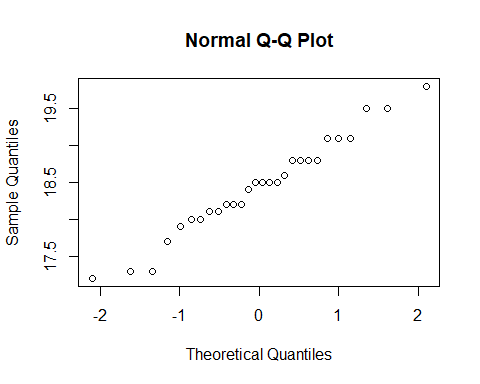 Normal Q-Q Plot
Sample Quantiles
19.5
18.5
17.5
-2 -1 0 1 2
Theoretical Quantiles